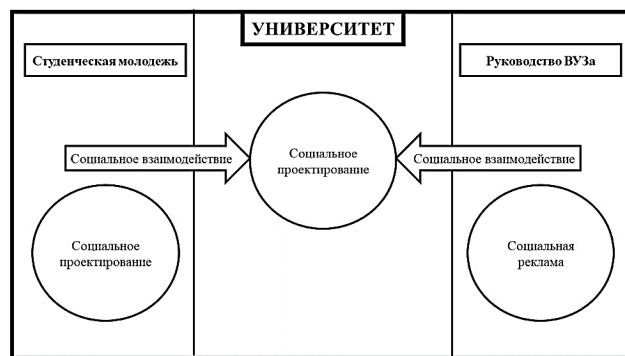 УНИВЕРСИТЕТ
Студенческая молодежь
Руководство ВУЗа
Социальное взаимодействие
Социальное
проектирование
Социальное взаимодействие
Социальное
проектирование
Социальная
реклама